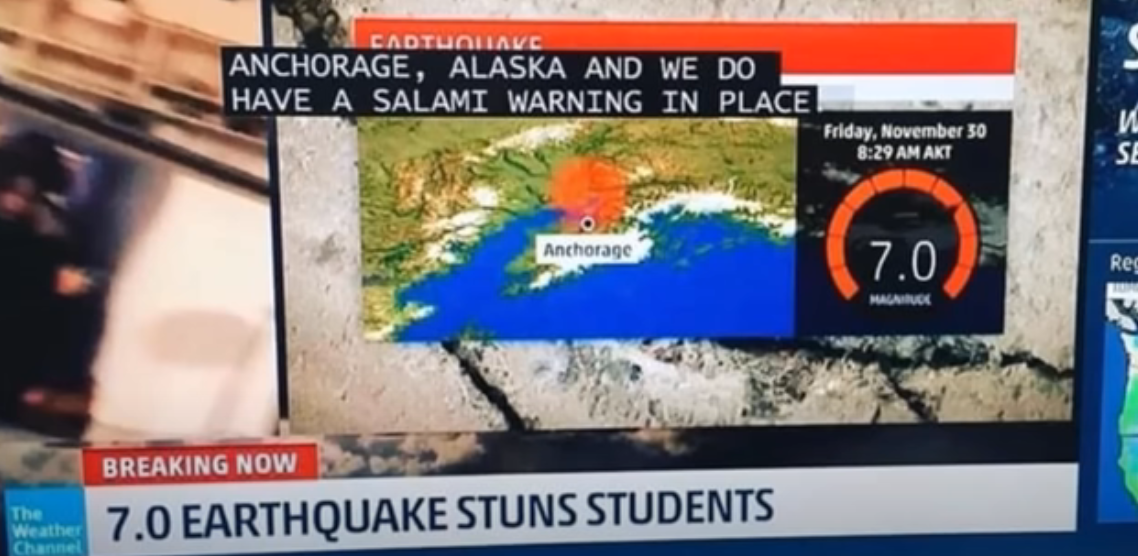 EARTHQUAKE
ANCHORAGE, ALASKA AND WE DO
HAVE A SALAMI WARNING IN PLACE.
Friday, November 30
8:29 AM AKT
Anchorage
7.0
MAGNITUDE
BREAKING NOW
7.0 EARTHQUAKE STUNS STUDENTS
The
Weather
Channel